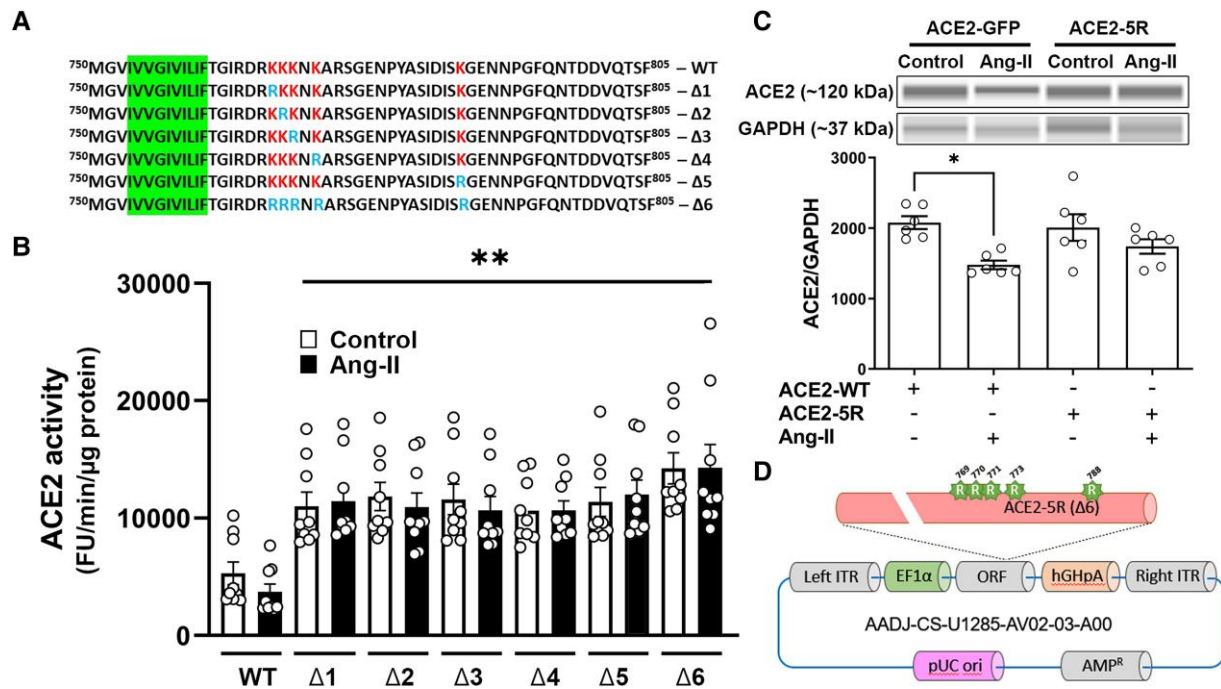 A
⁷⁵⁰MGVIVVGIVILIFTGIRDRKKKNKARSGENPYASIDISKGENNPGFQNTDDVQTSF⁸⁰⁵ – WT
⁷⁵⁰MGVIVVGIVILIFTGIRDRRKKNKARSGENPYASIDISKGENNPGFQNTDDVQTSF⁸⁰⁵ – Δ1
⁷⁵⁰MGVIVVGIVILIFTGIRDRKRKNKARSGENPYASIDISKGENNPGFQNTDDVQTSF⁸⁰⁵ – Δ2
⁷⁵⁰MGVIVVGIVILIFTGIRDRKKRNKARSGENPYASIDISKGENNPGFQNTDDVQTSF⁸⁰⁵ – Δ3
⁷⁵⁰MGVIVVGIVILIFTGIRDRKKKNRARSGENPYASIDISKGENNPGFQNTDDVQTSF⁸⁰⁵ – Δ4
⁷⁵⁰MGVIVVGIVILIFTGIRDRKKKNKARSGENPYASIDISRGENNPGFQNTDDVQTSF⁸⁰⁵ – Δ5
⁷⁵⁰MGVIVVGIVILIFTGIRDRRRRNRARSGENPYASIDISRGENNPGFQNTDDVQTSF⁸⁰⁵ – Δ6
B
ACE2 activity
(FU/min/µg protein)
30000
20000
10000
0
**
Control
Ang-II
WT Δ1 Δ2 Δ3 Δ4 Δ5 Δ6
C
ACE2-GFP ACE2-5R
Control Ang-II Control Ang-II
ACE2 (~120 kDa)
GAPDH (~37 kDa)
ACE2/GAPDH
3000
2000
1000
0
*
ACE2-WT + + - -
ACE2-5R - - + +
Ang-II - + - +
D
769 770 771 773 788
R R R R R
ACE2-5R (Δ6)
Left ITR EF1α ORF hGHpA Right ITR
AADJ-CS-U1285-AV02-03-A00
pUC ori AMPᴿ